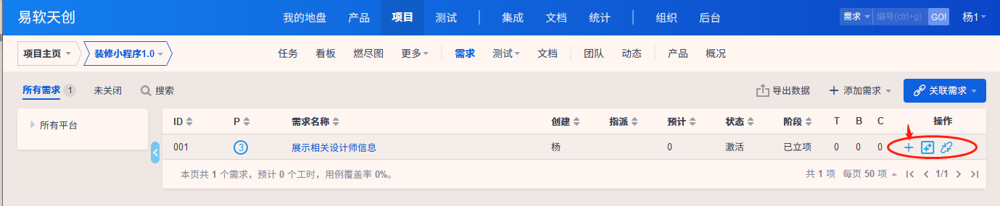 易软天创 我的地盘 产品 项目 测试 集成 文档 统计 组织 后台 需求 编号(ctrl+g) GO! 杨1
项目主页 装修小程序1.0 任务 看板 燃尽图 更多 需求 测试 文档 团队 动态 产品 概况
所有需求 1 未关闭 搜索 导出数据 添加需求 关联需求
所有平台
ID P 需求名称 创建 指派 预计 状态 阶段 T B C 操作
001 3 展示相关设计师信息 杨 0 激活 已立项 0 0 0
本页共 1 个需求，预计 0 个工时，用例覆盖率 0%。 共 1 项 每页 50 项 1/1